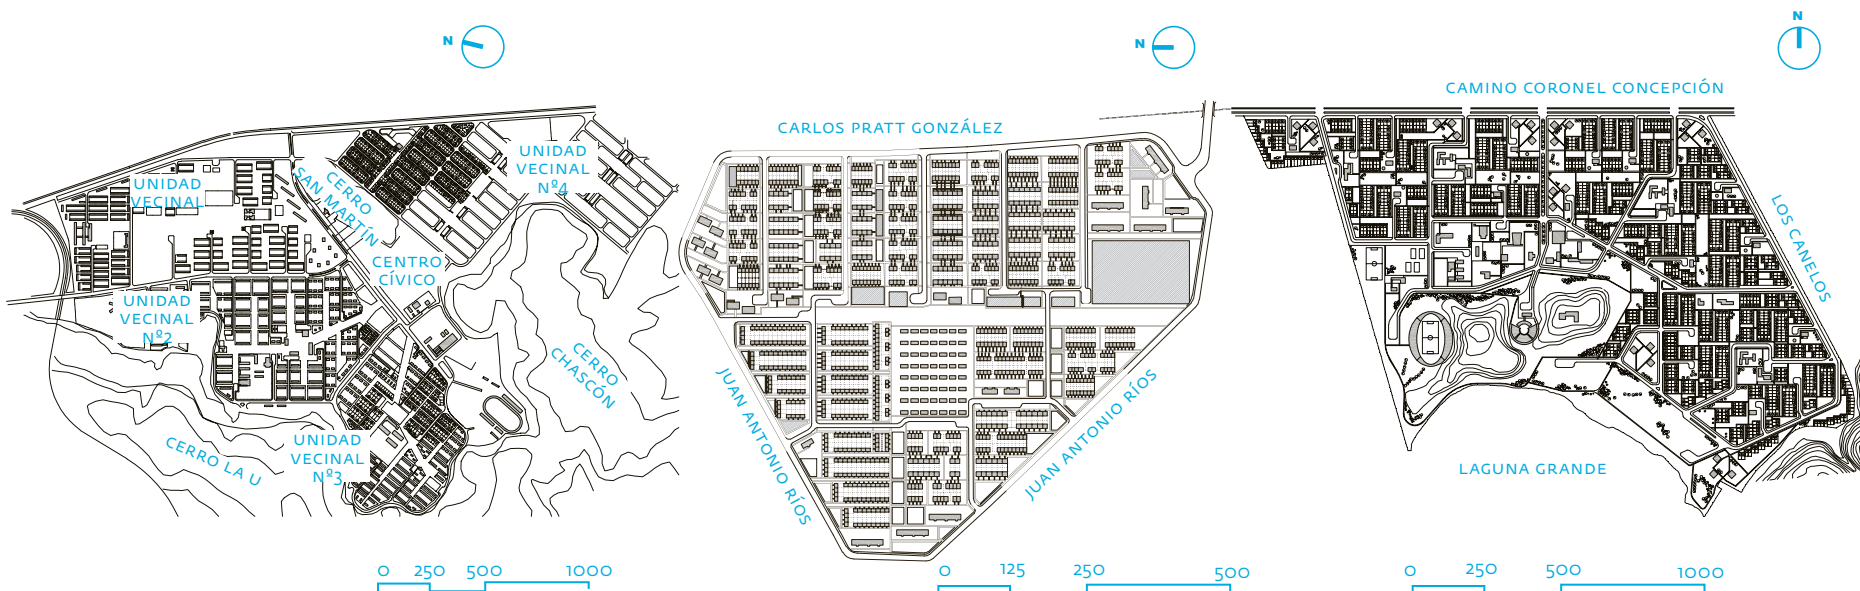 N
UNIDAD
VECINAL
CERRO
SAN MARTÍN
UNIDAD
VECINAL
Nº4
CENTRO
CÍVICO
UNIDAD
VECINAL
Nº2
CERRO
CHASCÓN
CERRO LA U
UNIDAD
VECINAL
Nº3
0 250 500 1000
N
CARLOS PRATT GONZÁLEZ
JUAN ANTONIO RÍOS
JUAN ANTONIO RÍOS
0 125 250 500
N
CAMINO CORONEL CONCEPCIÓN
LOS CANELOS
LAGUNA GRANDE
0 250 500 1000